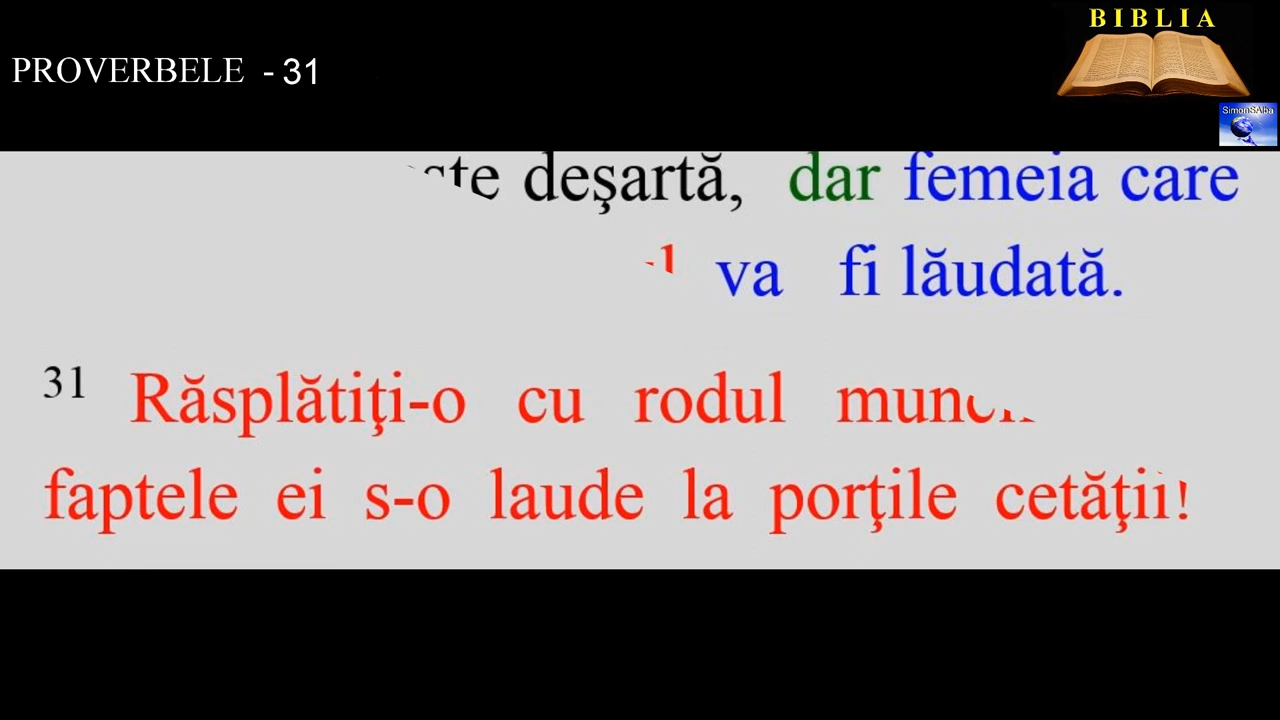 BIBLIA
PROVERBELE - 31
SimonSAlba
deşartă, dar femeia care
va fi lăudată.
31 Răsplătiţi-o cu rodul
faptele ei s-o laude la porţile cetăţii!